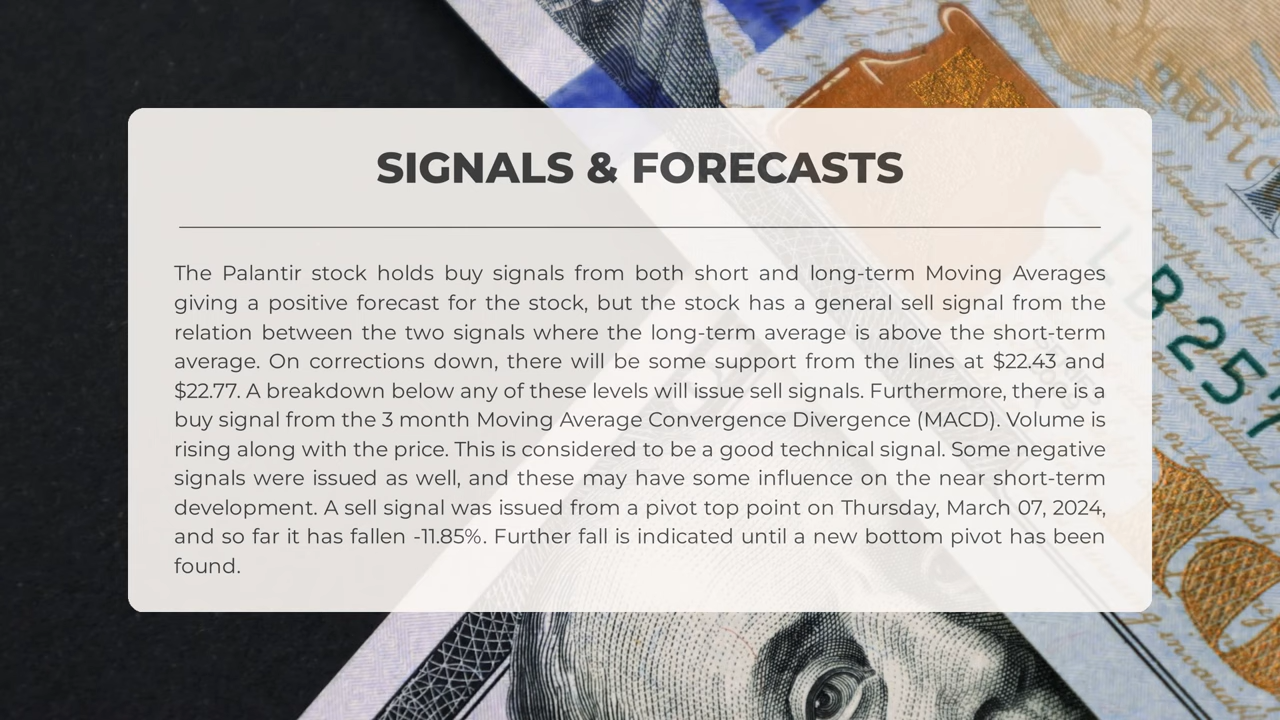 SIGNALS & FORECASTS
The Palantir stock holds buy signals from both short and long-term Moving Averages
giving a positive forecast for the stock, but the stock has a general sell signal from the
relation between the two signals where the long-term average is above the short-term
average. On corrections down, there will be some support from the lines at $22.43 and
$22.77. A breakdown below any of these levels will issue sell signals. Furthermore, there is a
buy signal from the 3 month Moving Average Convergence Divergence (MACD). Volume is
rising along with the price. This is considered to be a good technical signal. Some negative
signals were issued as well, and these may have some influence on the near short-term
development. A sell signal was issued from a pivot top point on Thursday, March 07, 2024,
and so far it has fallen -11.85%. Further fall is indicated until a new bottom pivot has been
found.